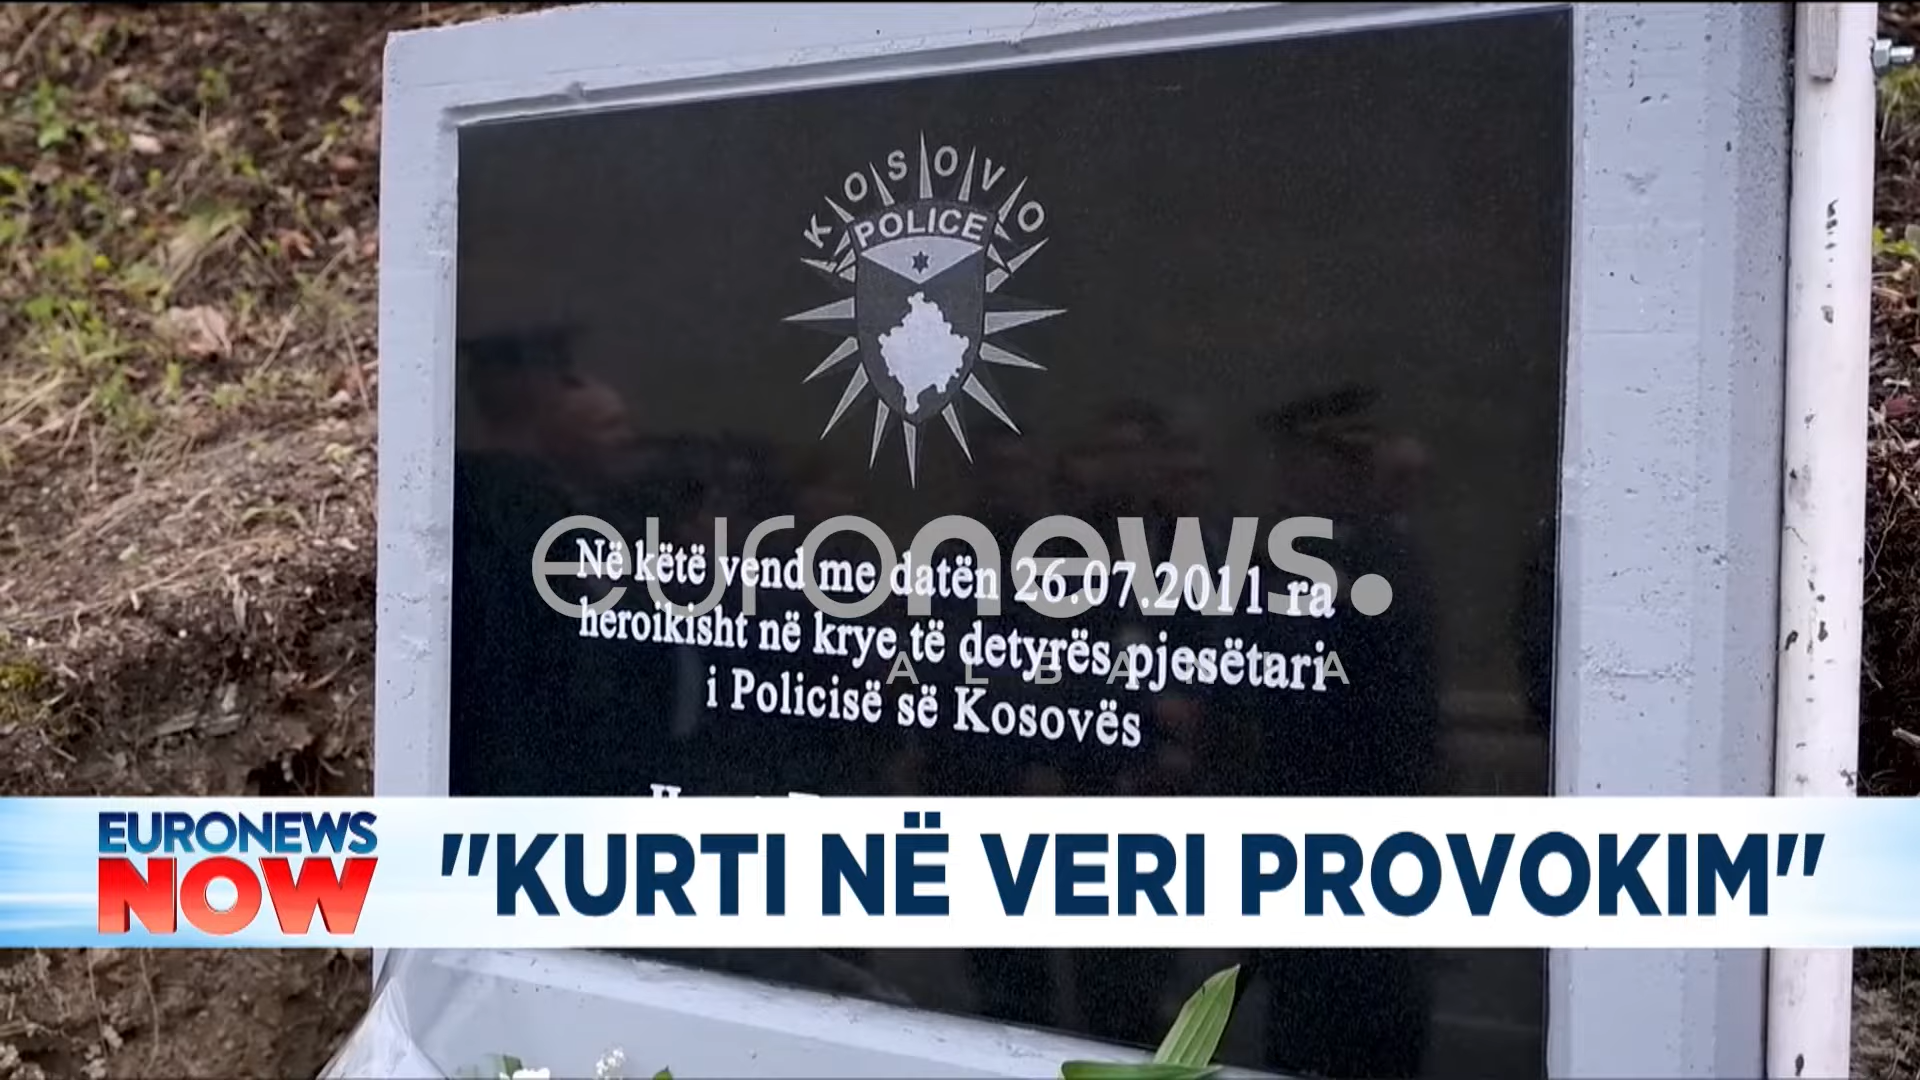 KOSOVO
POLICE
Në këtë vend me datën 26.07.2011 ra
heroikisht në krye të detyrës pjesëtari
i Policisë së Kosovës
euronews.
ALBANIA
EURONEWS
NOW
"KURTI NË VERI PROVOKIM"